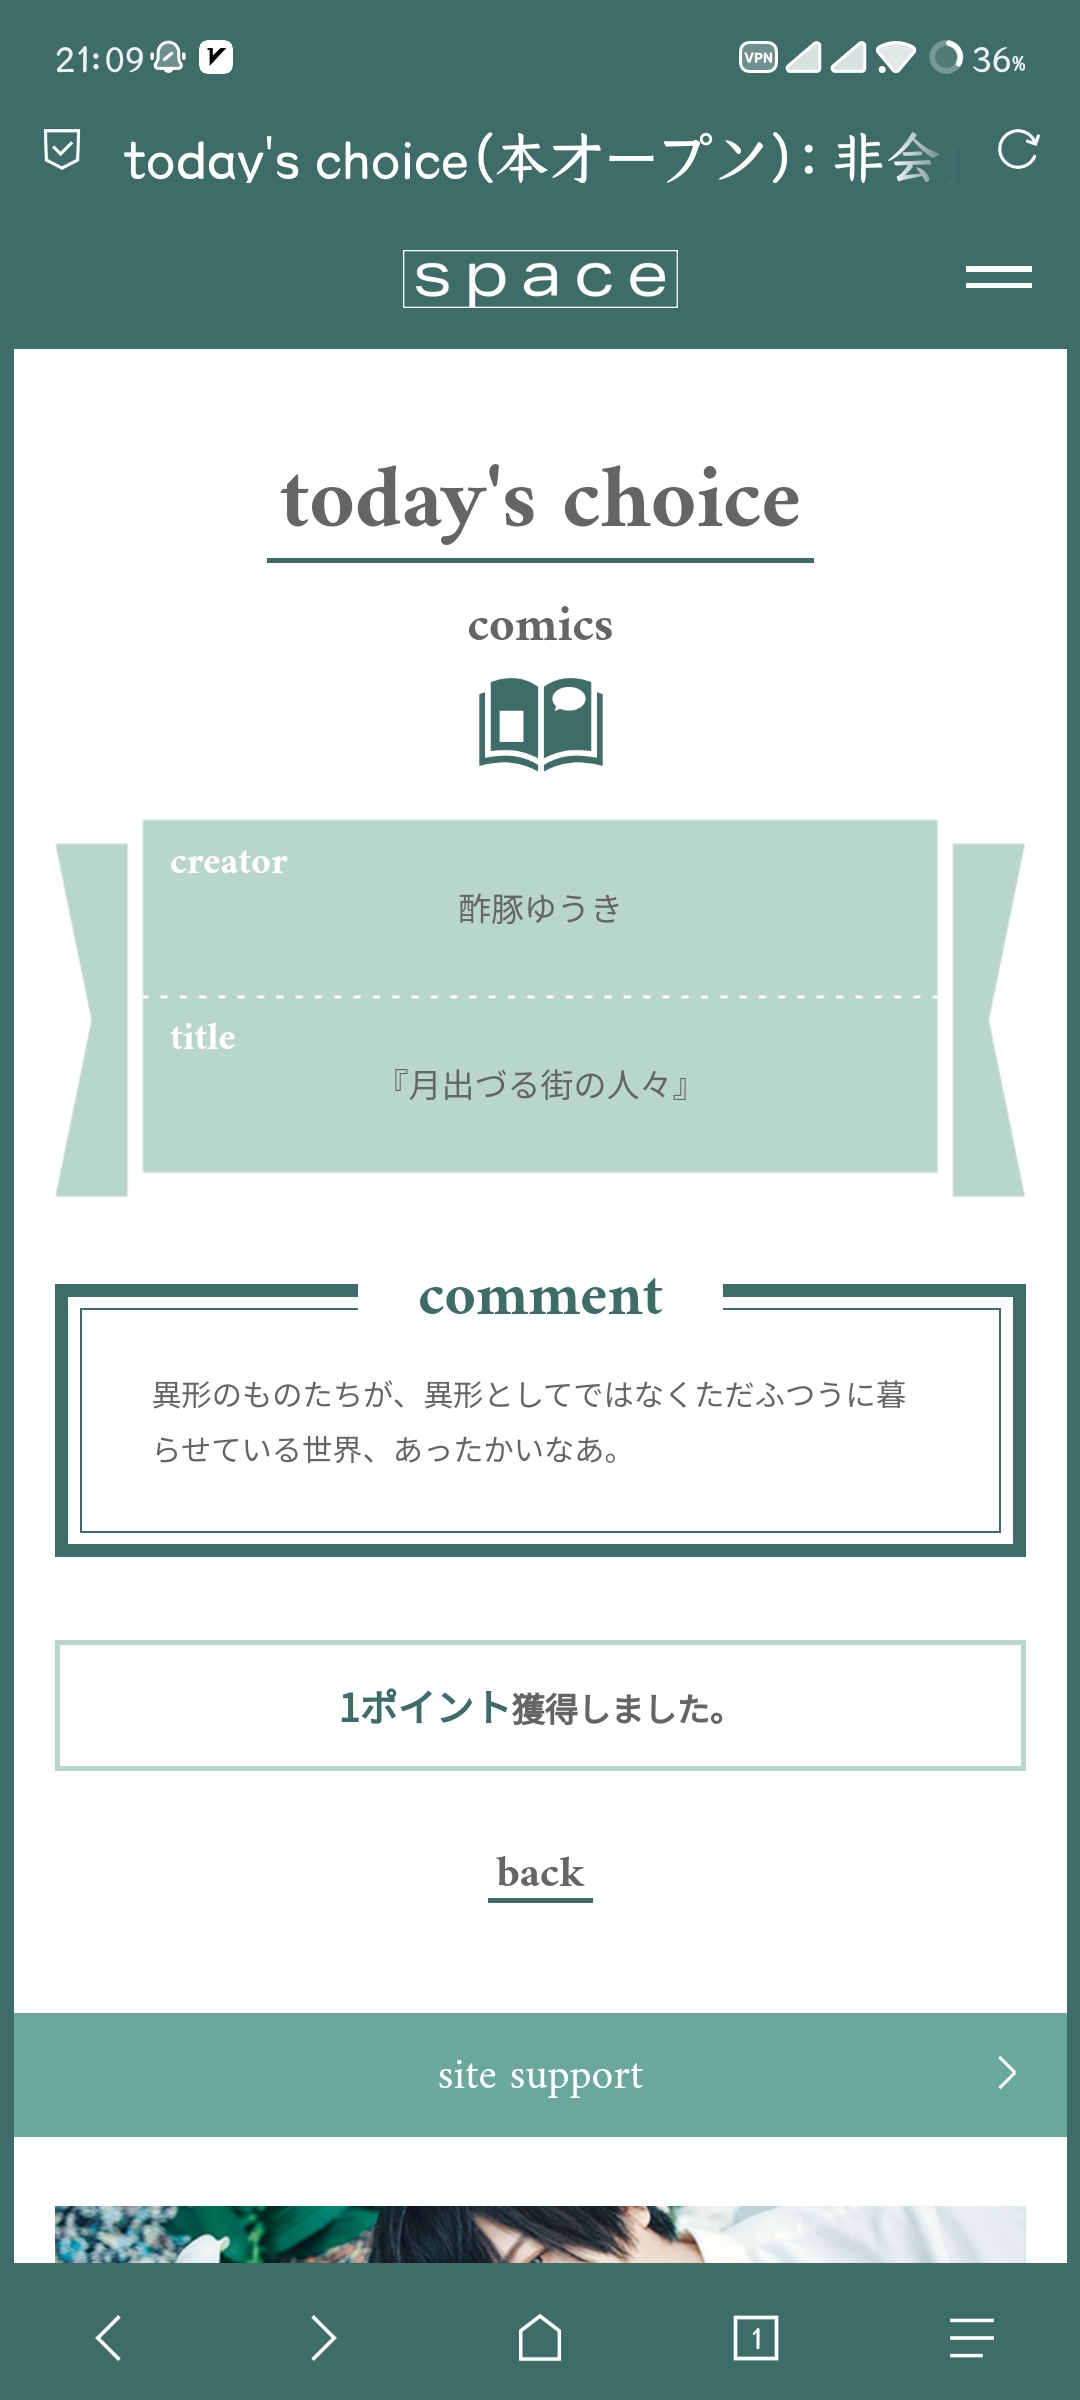 21:09
VPN
36%
today's choice(本オープン): 非会
space
today's choice
comics
creator
酢豚ゆうき
title
『月出づる街の人々』
comment
異形のものたちが、異形としてではなくただふつうに暮
らせている世界、あったかいなあ。
1ポイント獲得しました。
back
site support
1